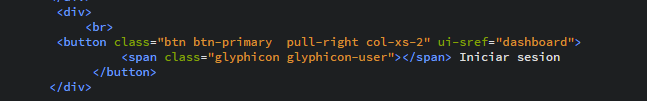 <div>
<br>
<button class="btn btn-primary  pull-right col-xs-2" ui-sref="dashboard">
<span class="glyphicon glyphicon-user"></span> Iniciar sesion
</button>
</div>